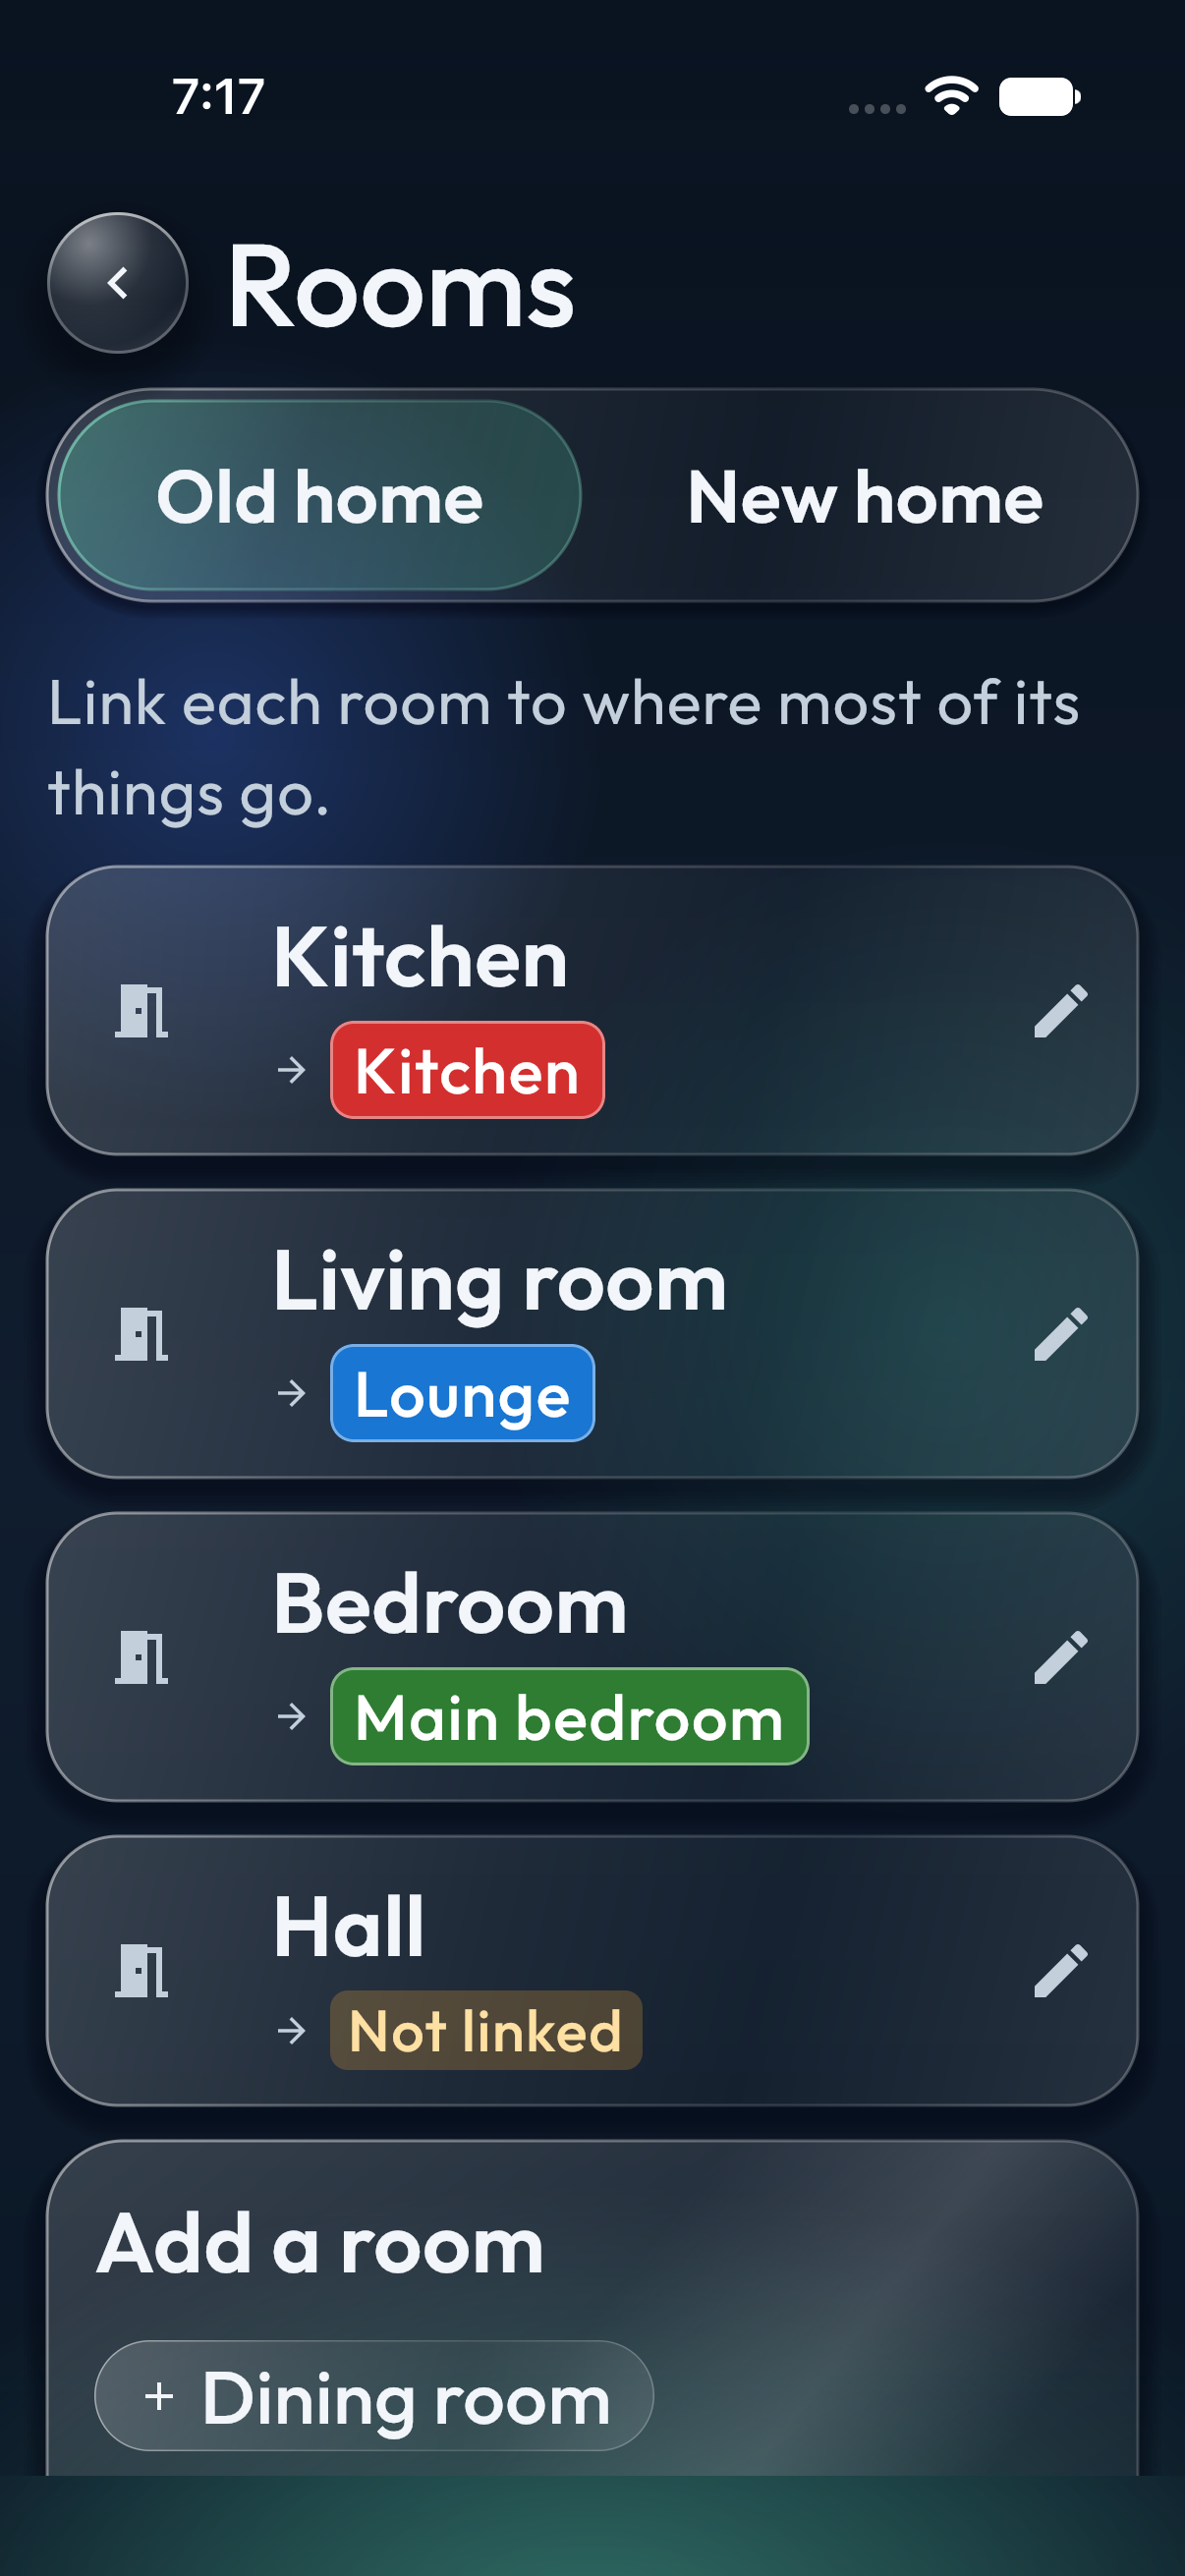 7:17
Rooms
Old home
New home
Link each room to where most of its
things go.
Kitchen
→ Kitchen
Living room
→ Lounge
Bedroom
→ Main bedroom
Hall
→ Not linked
Add a room
+ Dining room